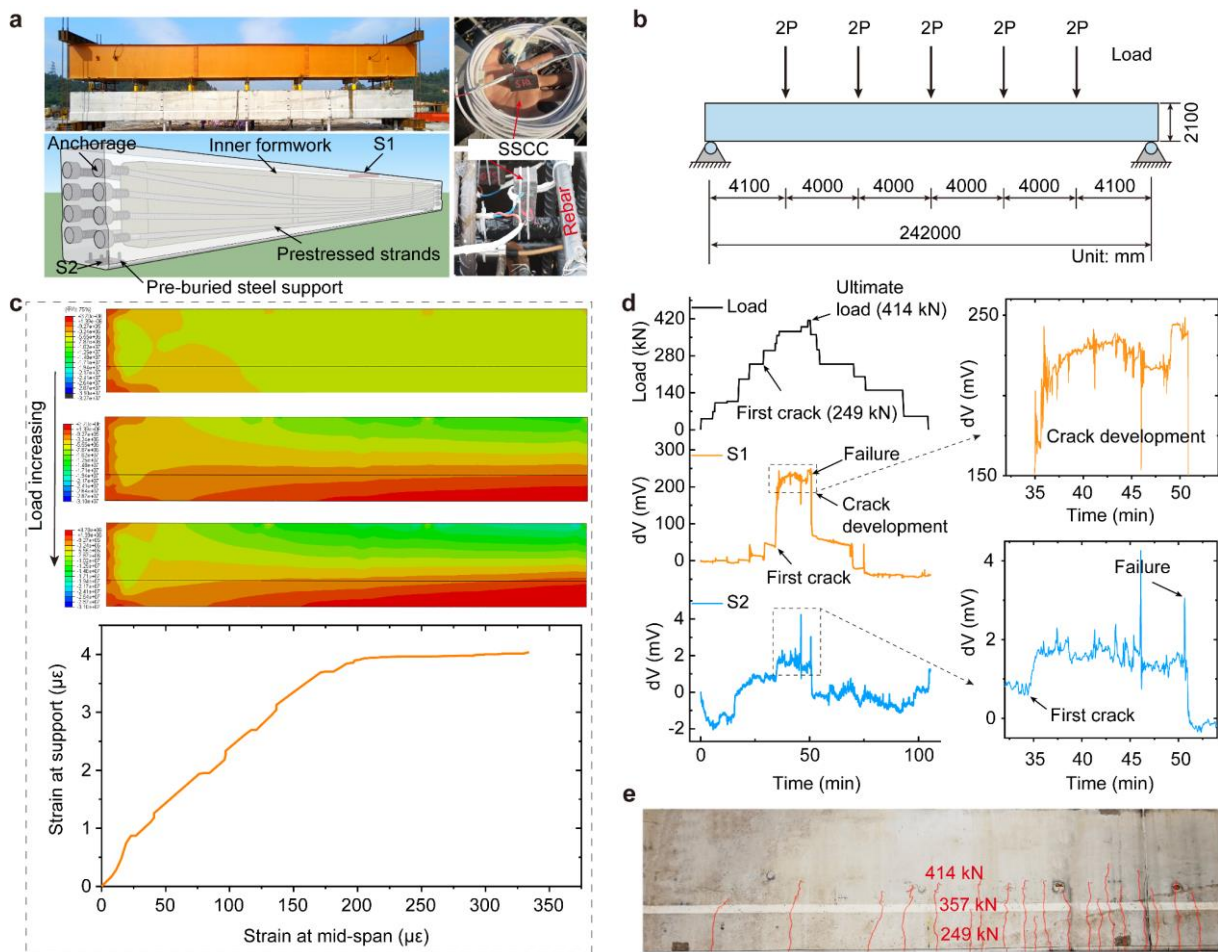 a
SSCC
Anchorage
Inner formwork
S1
Prestressed strands
S2
Pre-buried steel support
Rebar
b
2P 2P 2P 2P 2P
Load
2100
4100 4000 4000 4000 4000 4100
242000
Unit: mm
c
Load increasing
Strain at support (με)
4
3
2
1
0
0 50 100 150 200 250 300 350
Strain at mid-span (με)
d
Load
Ultimate
load (414 kN)
Load (kN)
420
280
140
0
First crack (249 kN)
S1
Failure
dV (mV)
300
200
100
0
Crack
development
First crack
S2
dV (mV)
4
2
0
-2
0 50 100
Time (min)
dV (mV)
250
150
Crack development
35 40 45 50
Time (min)
dV (mV)
4
2
0
Failure
First crack
35 40 45 50
Time (min)
e
414 kN
357 kN
249 kN